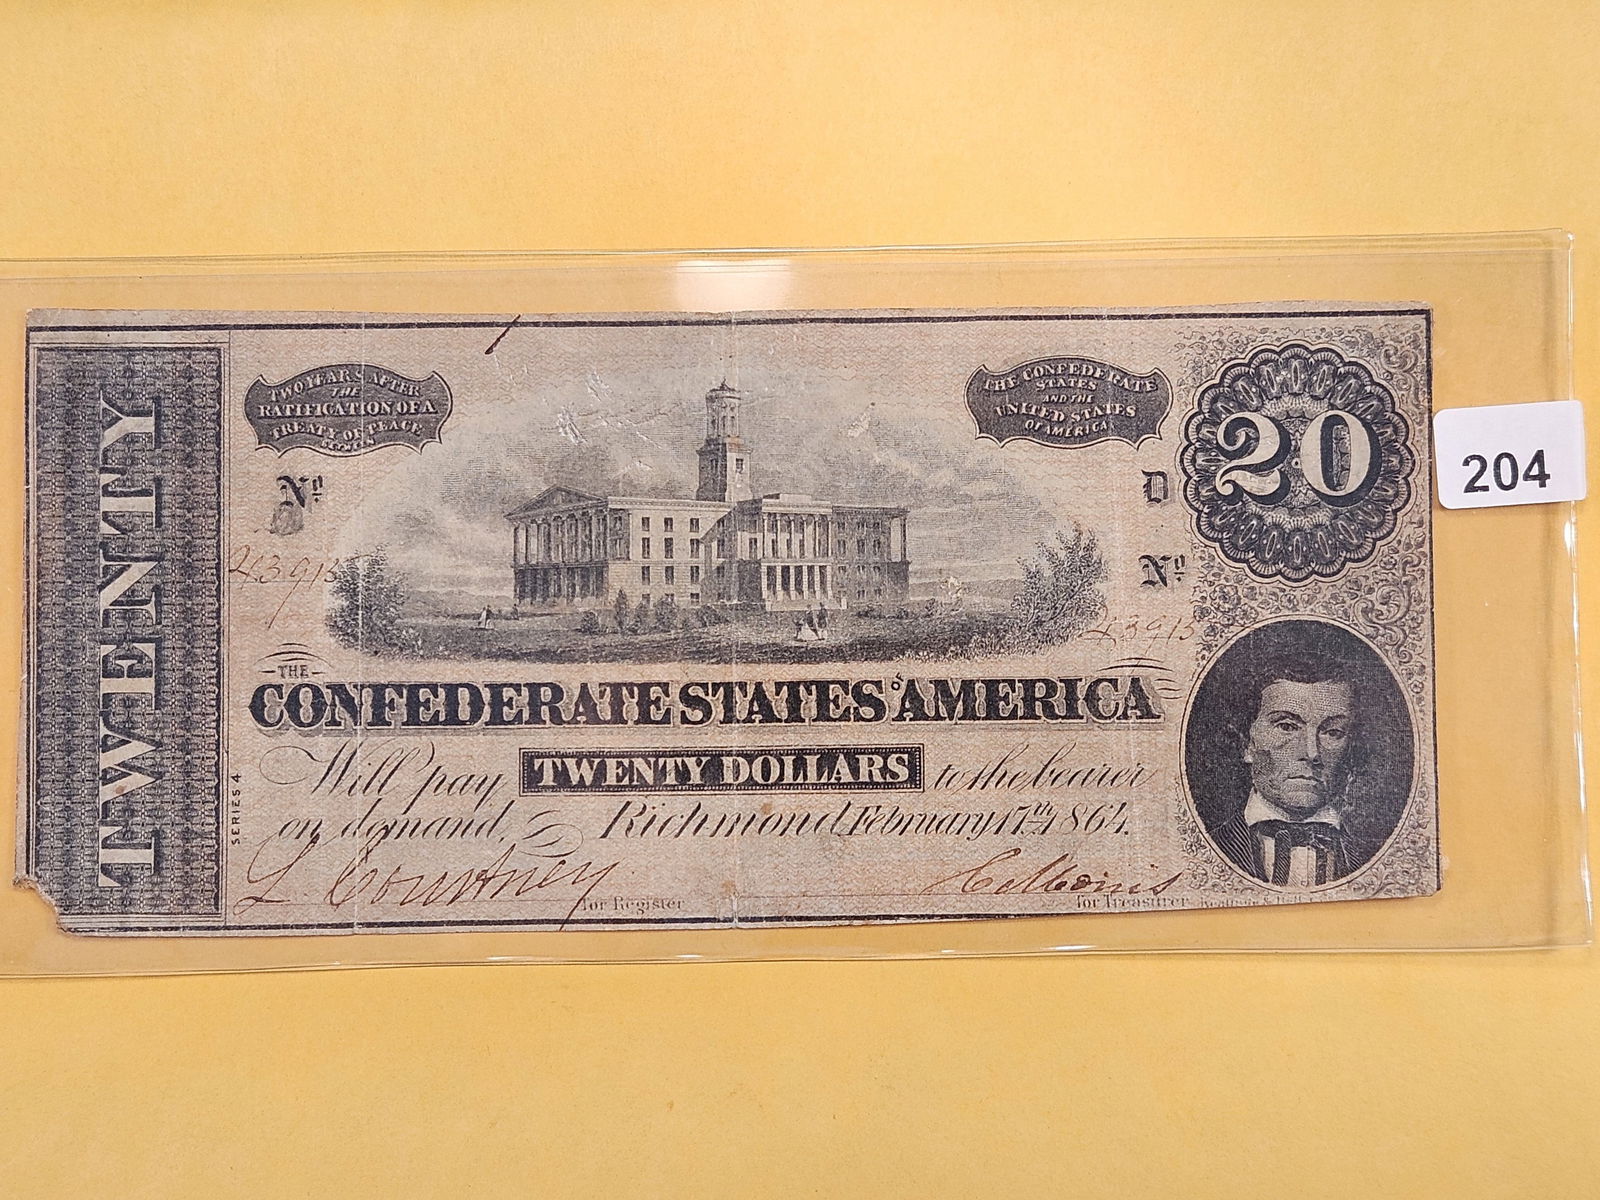 TWENTY
TWO YEARS AFTER
THE
RATIFICATION OF A
TREATY OF PEACE
BETWEEN
THE CONFEDERATE
STATES
AND THE
UNITED STATES
OF AMERICA
20
204
Nº
D
Nº
THE
CONFEDERATE STATES OF AMERICA
Will pay TWENTY DOLLARS to the bearer
on demand, Richmond February 17th 1864.
SERIES 4
L Courtney
for Register
for Treasurer